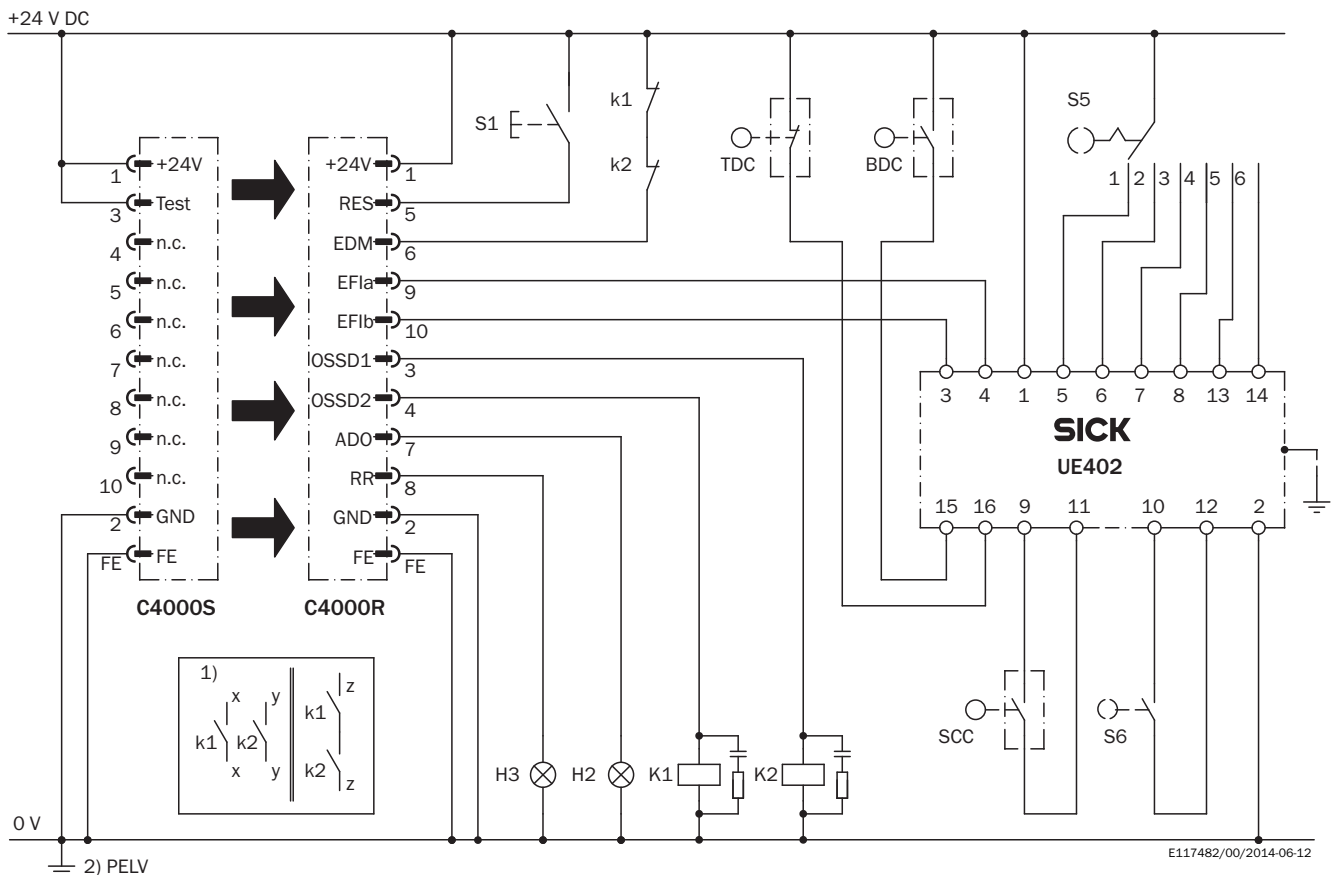 +24 V DC
S1
k1
k2
TDC
BDC
S5
1 2 3 4 5 6
1 +24V
3 Test
4 n.c.
5 n.c.
6 n.c.
7 n.c.
8 n.c.
9 n.c.
10 n.c.
2 GND
FE FE
C4000S
+24V 1
RES 5
EDM 6
EFIa 9
EFIb 10
OSSD1 3
OSSD2 4
ADO 7
RR 8
GND 2
FE FE
C4000R
3 4 1 5 6 7 8 13 14
SICK
UE402
15 16 9 11 10 12 2
SCC
S6
1)
x y z
k1 k2 k1
x y
k2 z
H3 H2 K1 K2
0 V
2) PELV
E117482/00/2014-06-12